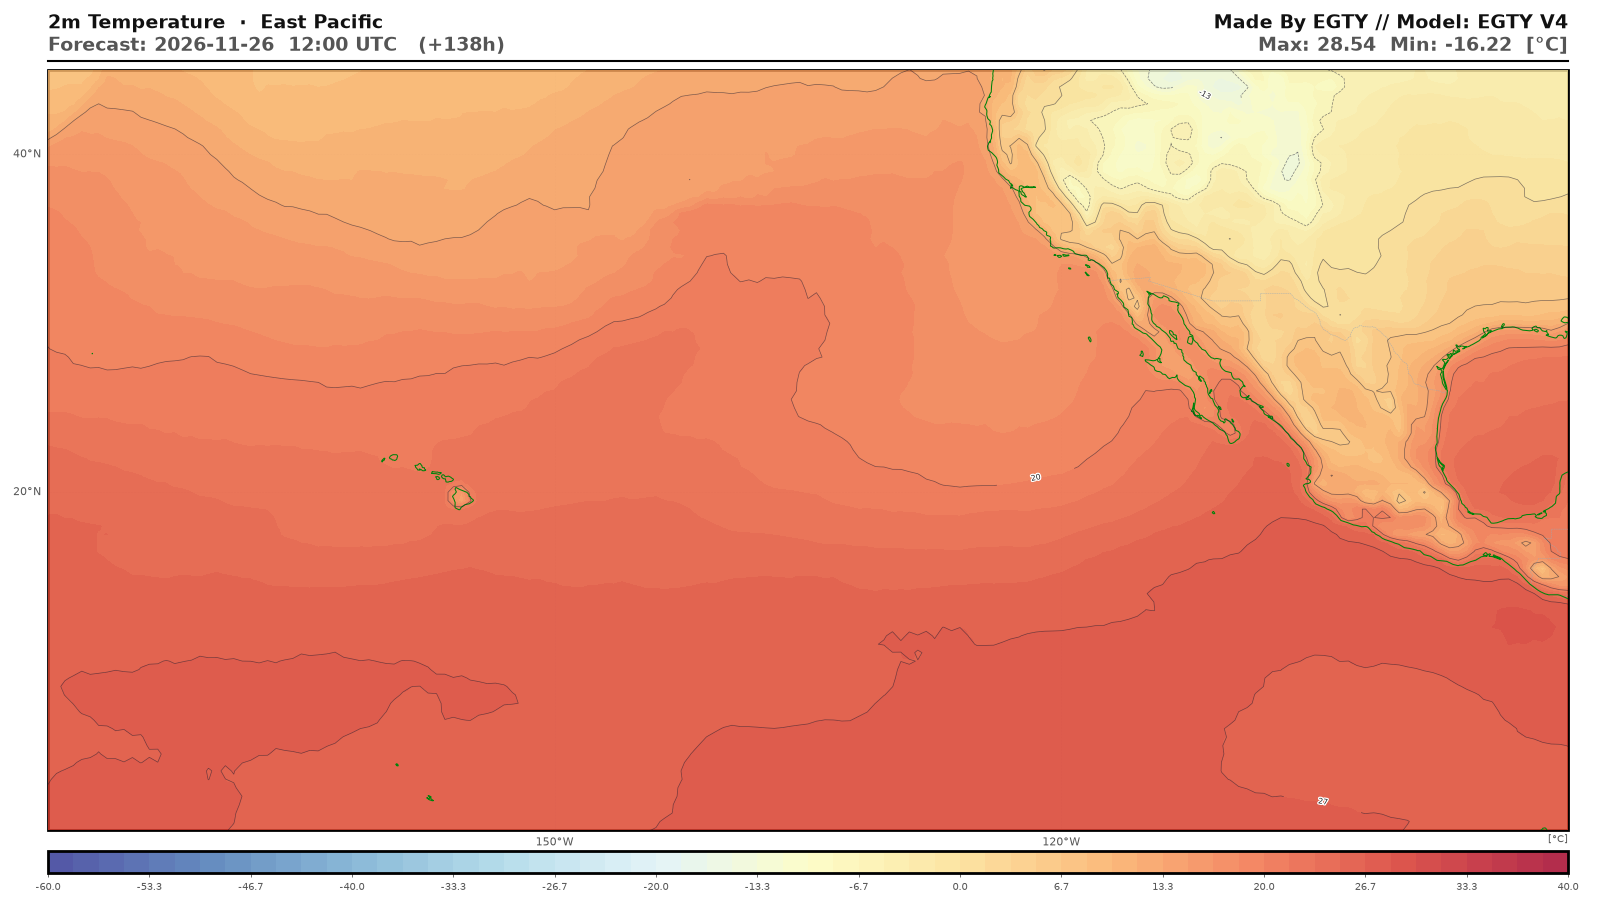 2m Temperature · East Pacific
Made By EGTY // Model: EGTY V4
Forecast: 2026-11-26 12:00 UTC (+138h)
Max: 28.54 Min: -16.22 [°C]
-13
40°N
20°N
20
27
150°W
120°W
[°C]
-60.0 -53.3 -46.7 -40.0 -33.3 -26.7 -20.0 -13.3 -6.7 0.0 6.7 13.3 20.0 26.7 33.3 40.0